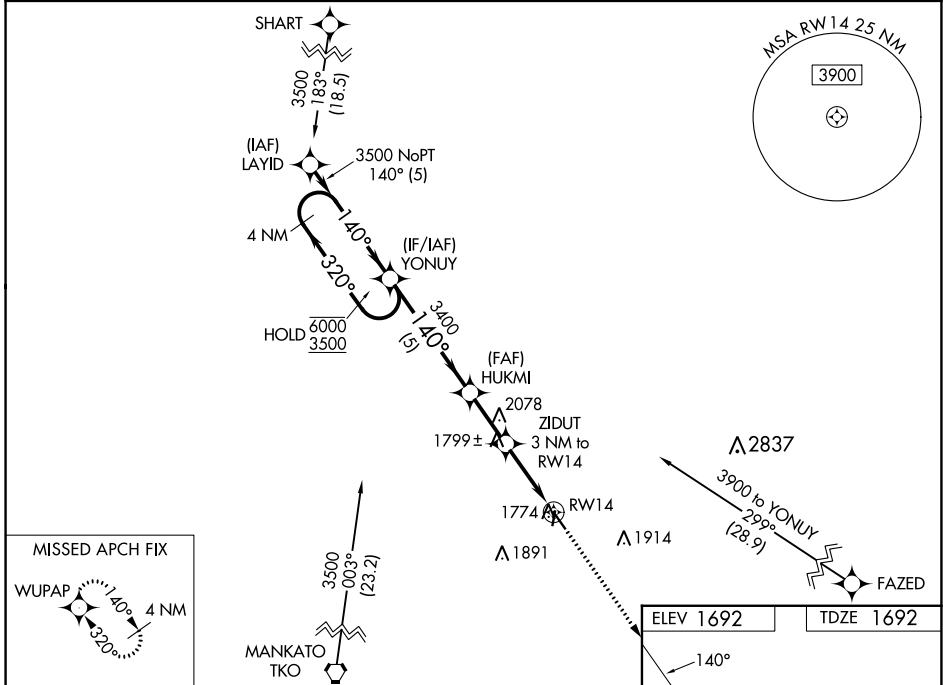 SHART
3500
183°
(18.5)
MSA RW14 25 NM
3900
(IAF)
LAYID
3500 NoPT
140° (5)
4 NM
140°
(IF/IAF)
YONUY
320°
HOLD 6000
3500
3400
140°
(5)
(FAF)
HUKMI
2078
1799±
ZIDUT
3 NM to
RW14
2837
3900 to YONUY
299°
(28.9)
RW14
1774
1914
1891
FAZED
MISSED APCH FIX
WUPAP
140°
4 NM
320°
3500
003°
(23.2)
MANKATO
TKO
ELEV 1692
TDZE 1692
140°